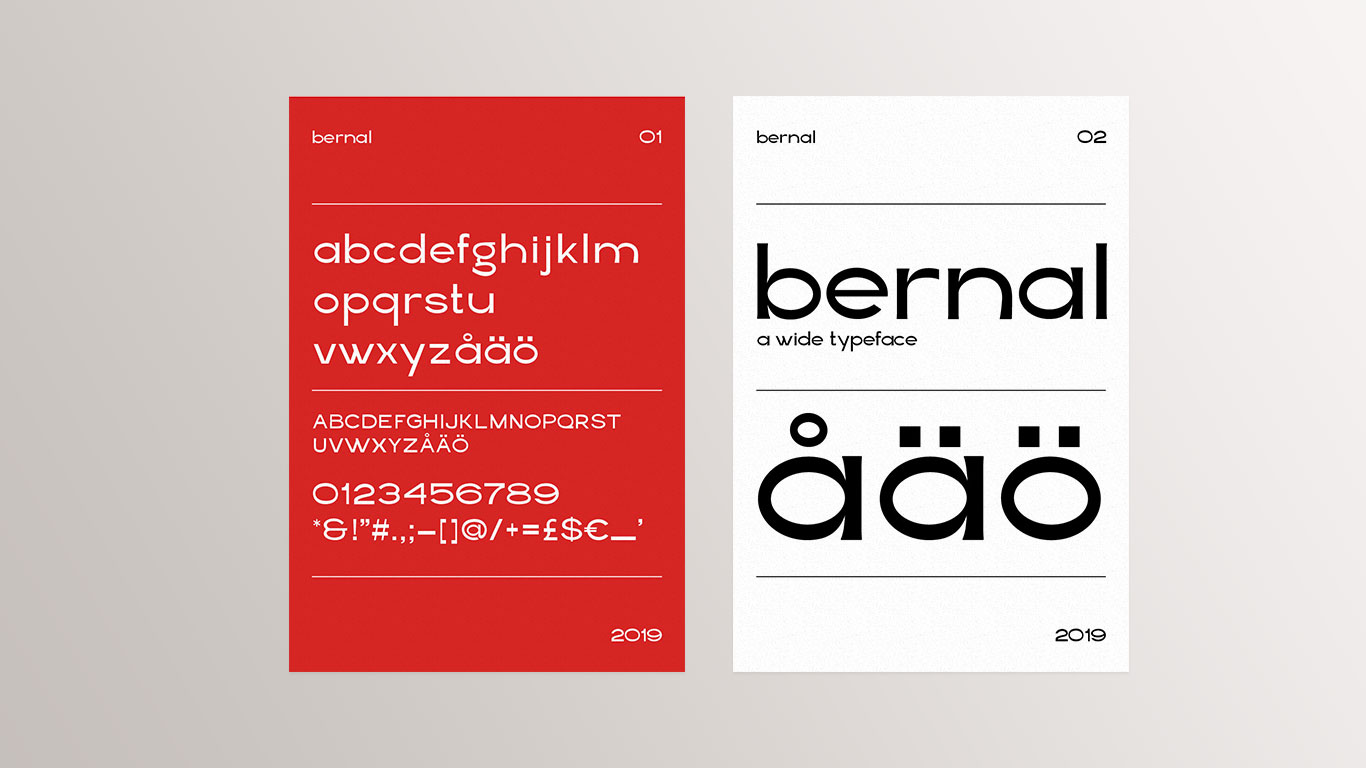 bernal 01
abcdefghijklm
opqrstu
vwxyzåäö
ABCDEFGHIJKLMNOPQRST
UVWXYZÅÄÖ
0123456789
*&!”#.,;–[]@/+=£$€_’
2019
bernal 02
bernal
a wide typeface
åäö
2019